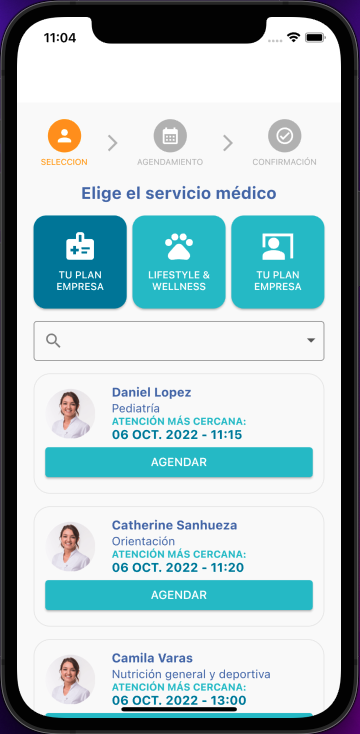 11:04
SELECCION
AGENDAMIENTO
CONFIRMACIÓN
Elige el servicio médico
TU PLAN
EMPRESA
LIFESTYLE &
WELLNESS
TU PLAN
EMPRESA
Daniel Lopez
Pediatría
ATENCIÓN MÁS CERCANA:
06 OCT. 2022 - 11:15
AGENDAR
Catherine Sanhueza
Orientación
ATENCIÓN MÁS CERCANA:
06 OCT. 2022 - 11:20
AGENDAR
Camila Varas
Nutrición general y deportiva
ATENCIÓN MÁS CERCANA:
06 OCT. 2022 - 13:00